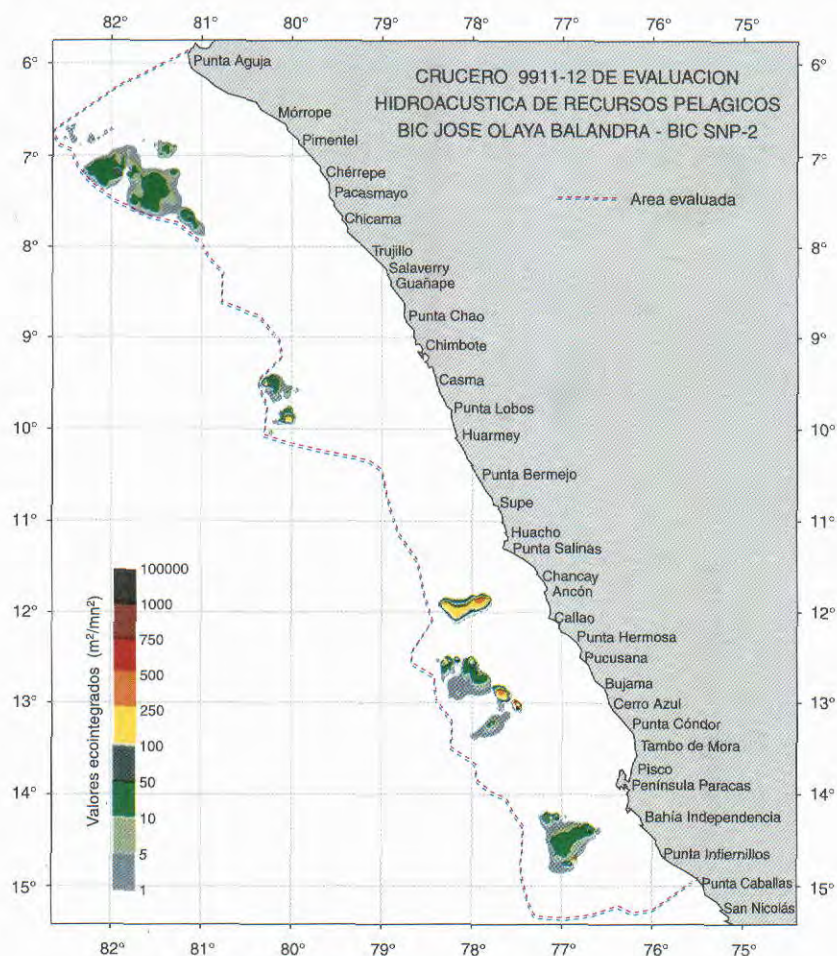 82° 81° 80° 79° 78° 77° 76° 75°
5°
5°
CRUCERO 9911-12 DE EVALUACION
HIDROACUSTICA DE RECURSOS PELAGICOS
BIC JOSE OLAYA BALANDRA - BIC SNP-2
Area evaluada
Punta Aguja
Mórrope
Pimentel
Chérrepe
Pacasmayo
Chicama
Trujillo
Salaverry
Guañape
Punta Chao
Chimbote
Casma
Punta Lobos
Huarmey
Punta Bermejo
Supe
Huacho
Punta Salinas
Chancay
Ancón
Callao
Punta Hermosa
Pucusana
Bujama
Cerro Azul
Punta Cóndor
Tambo de Mora
Pisco
Península Paracas
Bahía Independencia
Punta Infiernillos
Punta Caballas
San Nicolás
6°
7°
8°
9°
10°
11°
12°
13°
14°
15°
6°
7°
8°
9°
10°
11°
12°
13°
14°
15°
Valores ecointegrados (m²/mn²)
100000
1000
750
500
250
100
50
10
5
1
82° 81° 80° 79° 78° 77° 76° 75°